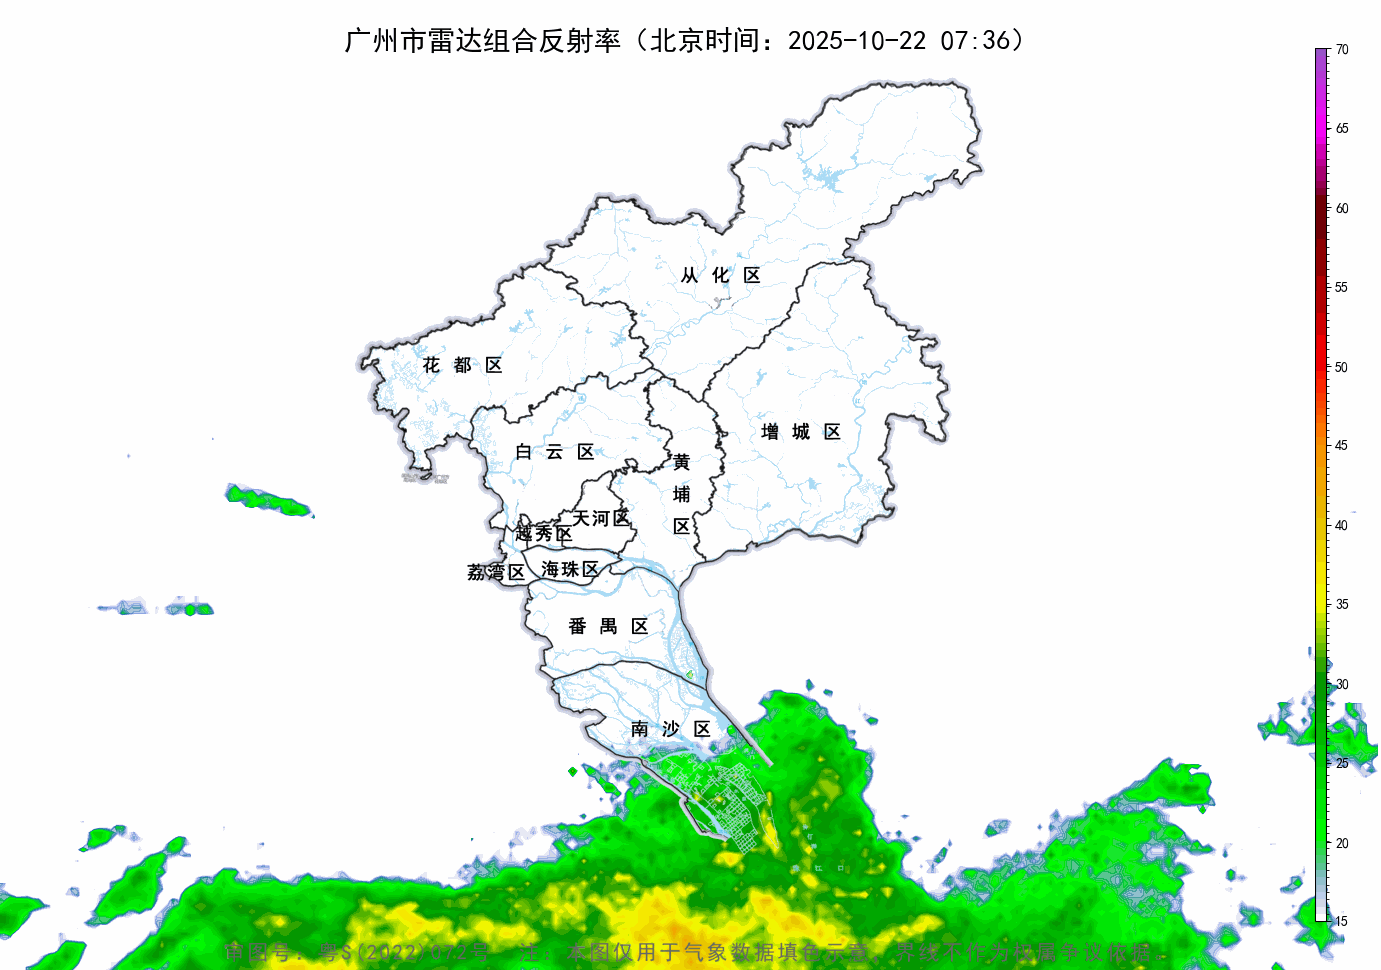 广州市雷达组合反射率（北京时间：2025-10-22 07:36）
70
65
60
55
50
45
40
35
30
25
20
15
从化区
花都区
增城区
白云区
黄埔区
天河区
越秀区
荔湾区
海珠区
番禺区
南沙区
审图号：粤S(2022)072号 注：本图仅用于气象数据填色示意，界线不作为权属争议依据。